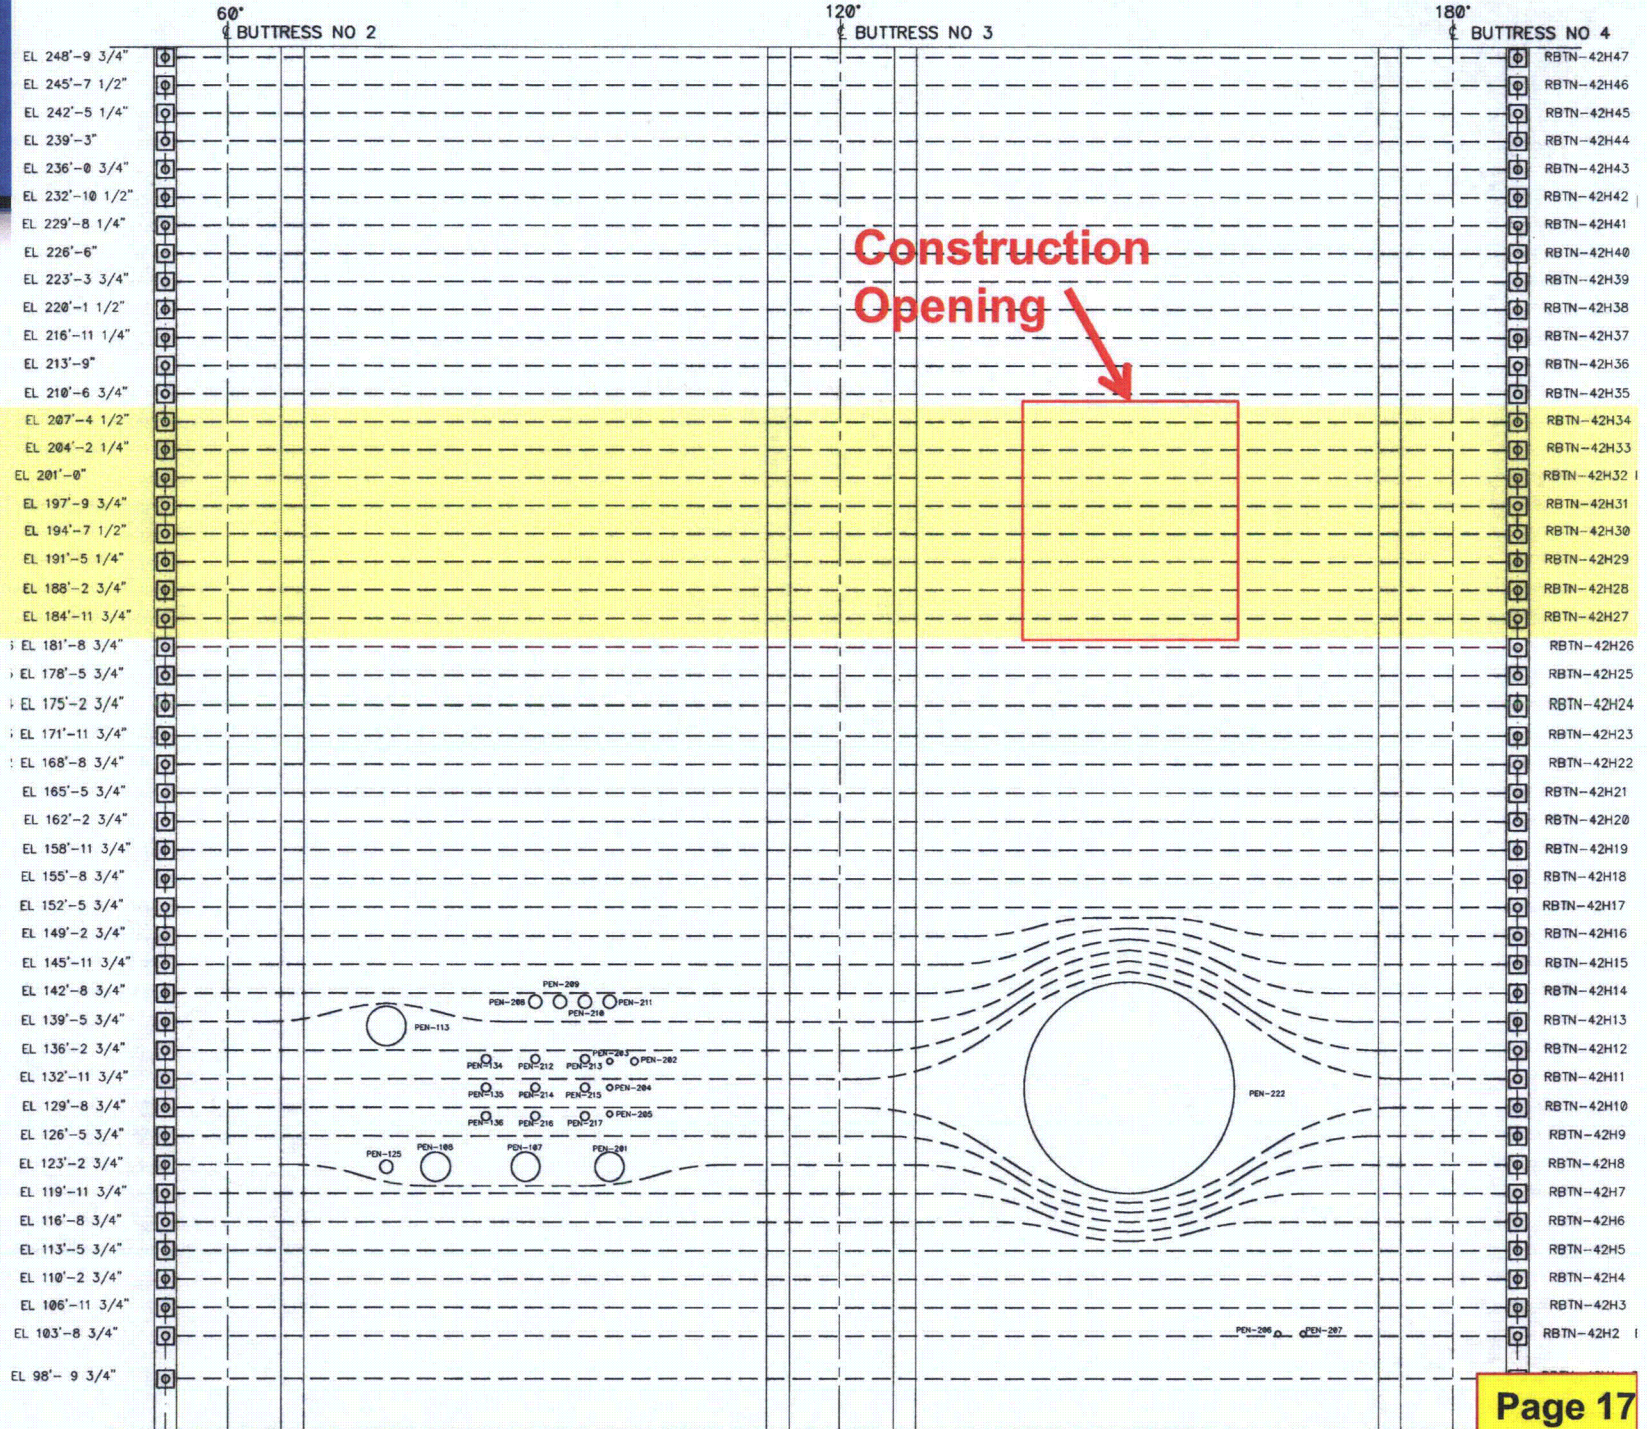 60° 120° 180°
℄ BUTTRESS NO 2 ℄ BUTTRESS NO 3 ℄ BUTTRESS NO 4
EL 248'-9 3/4" RBTN-42H47
EL 245'-7 1/2" RBTN-42H46
EL 242'-5 1/4" RBTN-42H45
EL 239'-3" RBTN-42H44
EL 236'-0 3/4" RBTN-42H43
EL 232'-10 1/2" RBTN-42H42
EL 229'-8 1/4" RBTN-42H41
Construction
EL 226'-6" RBTN-42H40
EL 223'-3 3/4" RBTN-42H39
Opening
EL 220'-1 1/2" RBTN-42H38
EL 216'-11 1/4" RBTN-42H37
EL 213'-9" RBTN-42H36
EL 210'-6 3/4" RBTN-42H35
EL 207'-4 1/2" RBTN-42H34
EL 204'-2 1/4" RBTN-42H33
EL 201'-0" RBTN-42H32
EL 197'-9 3/4" RBTN-42H31
EL 194'-7 1/2" RBTN-42H30
EL 191'-5 1/4" RBTN-42H29
EL 188'-2 3/4" RBTN-42H28
EL 184'-11 3/4" RBTN-42H27
EL 181'-8 3/4" RBTN-42H26
EL 178'-5 3/4" RBTN-42H25
EL 175'-2 3/4" RBTN-42H24
EL 171'-11 3/4" RBTN-42H23
EL 168'-8 3/4" RBTN-42H22
EL 165'-5 3/4" RBTN-42H21
EL 162'-2 3/4" RBTN-42H20
EL 158'-11 3/4" RBTN-42H19
EL 155'-8 3/4" RBTN-42H18
EL 152'-5 3/4" RBTN-42H17
EL 149'-2 3/4" RBTN-42H16
EL 145'-11 3/4" RBTN-42H15
PEN-209
EL 142'-8 3/4" RBTN-42H14
PEN-208 PEN-211
PEN-210
EL 139'-5 3/4" RBTN-42H13
PEN-113
EL 136'-2 3/4" RBTN-42H12
PEN-203
PEN-202
PEN-134 PEN-212 PEN-213
EL 132'-11 3/4" RBTN-42H11
PEN-204
PEN-135 PEN-214 PEN-215 PEN-222
EL 129'-8 3/4" RBTN-42H10
PEN-205
PEN-136 PEN-216 PEN-217
EL 126'-5 3/4" RBTN-42H9
PEN-125 PEN-108 PEN-107 PEN-201
EL 123'-2 3/4" RBTN-42H8
EL 119'-11 3/4" RBTN-42H7
EL 116'-8 3/4" RBTN-42H6
EL 113'-5 3/4" RBTN-42H5
EL 110'-2 3/4" RBTN-42H4
EL 106'-11 3/4" RBTN-42H3
EL 103'-8 3/4" PEN-206 PEN-207 RBTN-42H2
EL 98'- 9 3/4"
Page 17